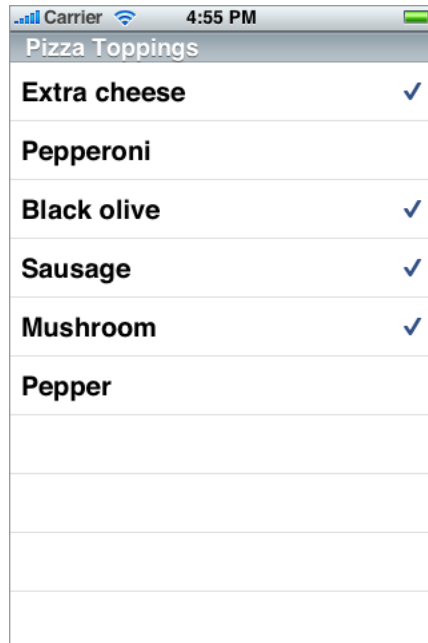 Carrier 4:55 PM
Pizza Toppings
Extra cheese
Pepperoni
Black olive
Sausage
Mushroom
Pepper